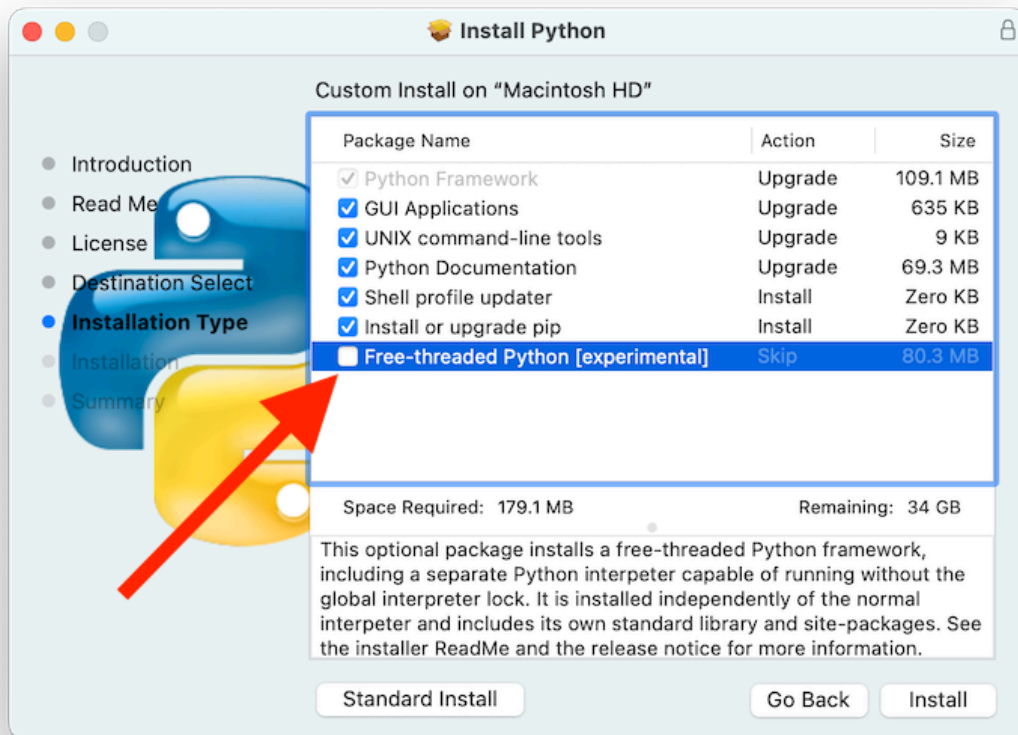 Install Python
Custom Install on “Macintosh HD”
Introduction
Read Me
License
Destination Select
Installation Type
Installation
Summary
Package Name Action Size
Python Framework Upgrade 109.1 MB
GUI Applications Upgrade 635 KB
UNIX command-line tools Upgrade 9 KB
Python Documentation Upgrade 69.3 MB
Shell profile updater Install Zero KB
Install or upgrade pip Install Zero KB
Free-threaded Python [experimental] Skip 80.3 MB
Space Required: 179.1 MB Remaining: 34 GB
This optional package installs a free-threaded Python framework,
including a separate Python interpeter capable of running without the
global interpreter lock. It is installed independently of the normal
interpeter and includes its own standard library and site-packages. See
the installer ReadMe and the release notice for more information.
Standard Install Go Back Install